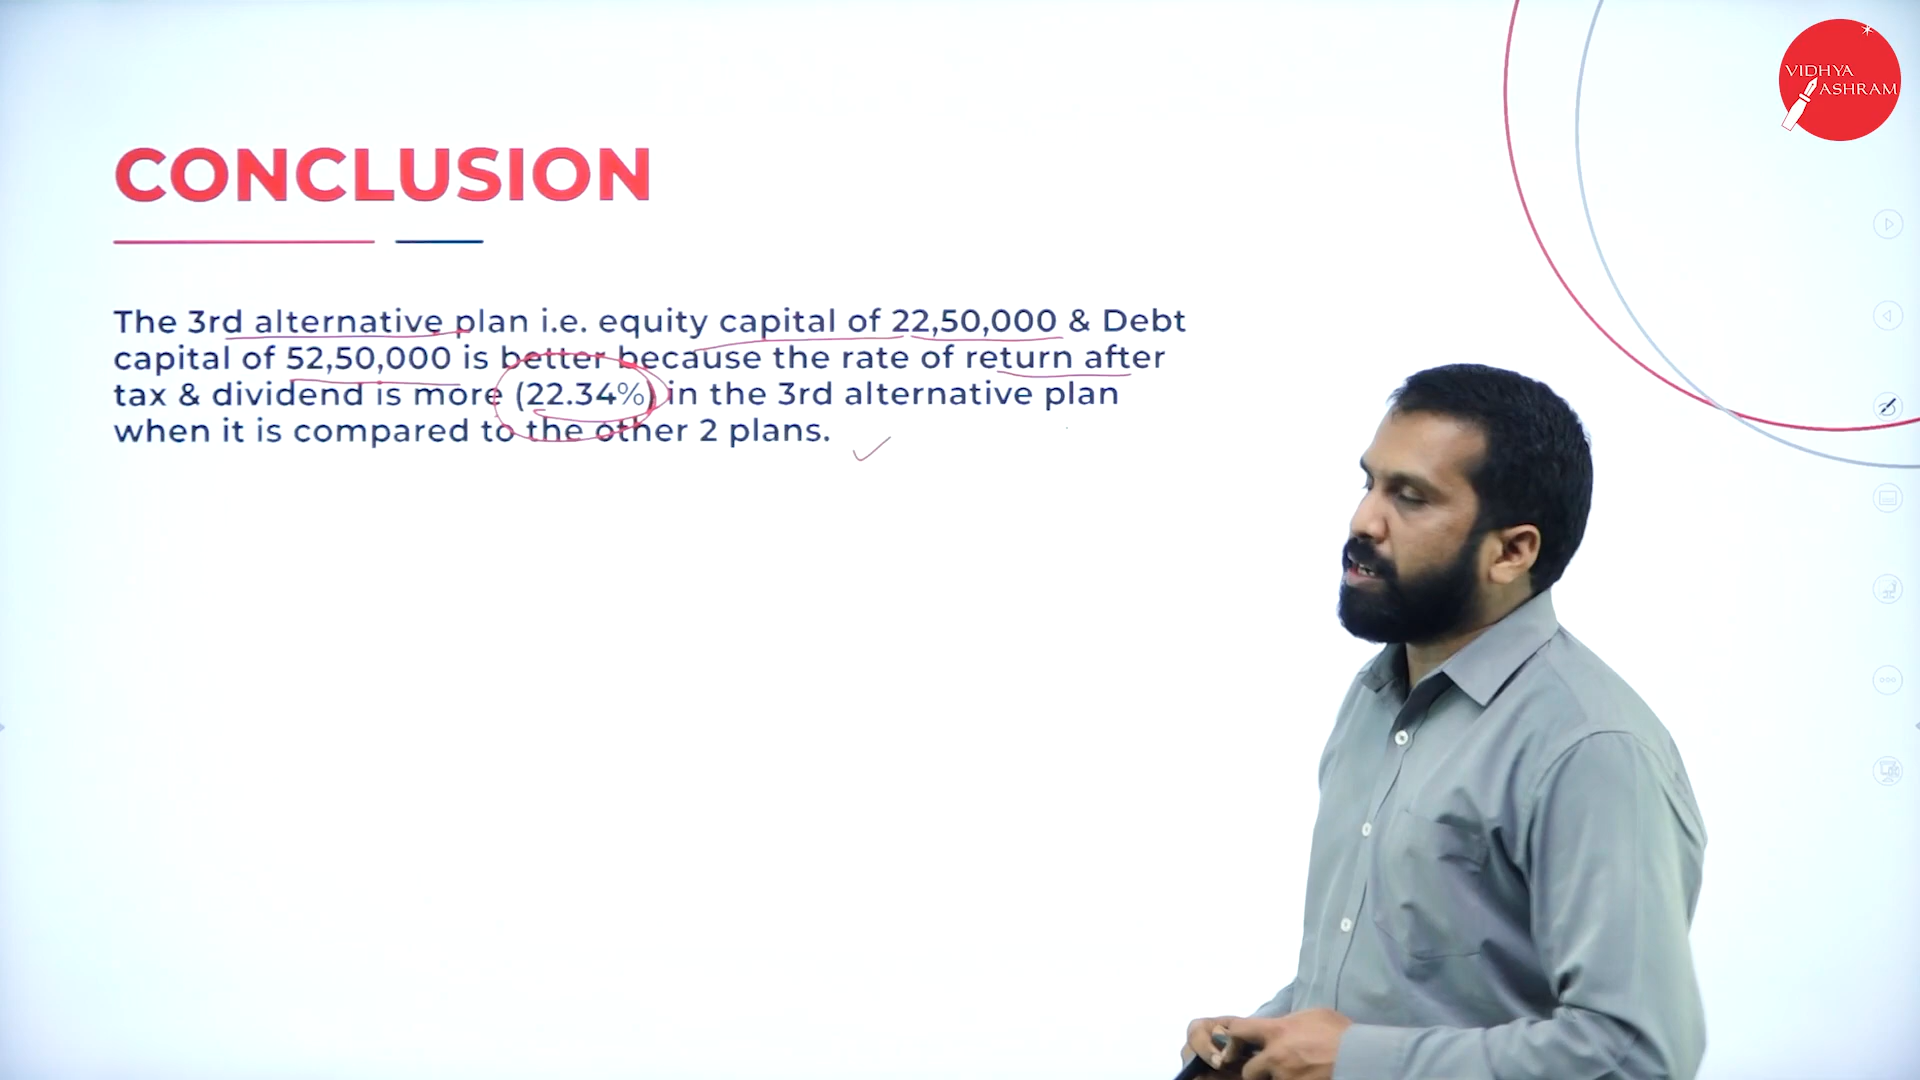 VIDHYA
ASHRAM
CONCLUSION
The 3rd alternative plan i.e. equity capital of 22,50,000 & Debt
capital of 52,50,000 is better because the rate of return after
tax & dividend is more (22.34%) in the 3rd alternative plan
when it is compared to the other 2 plans.